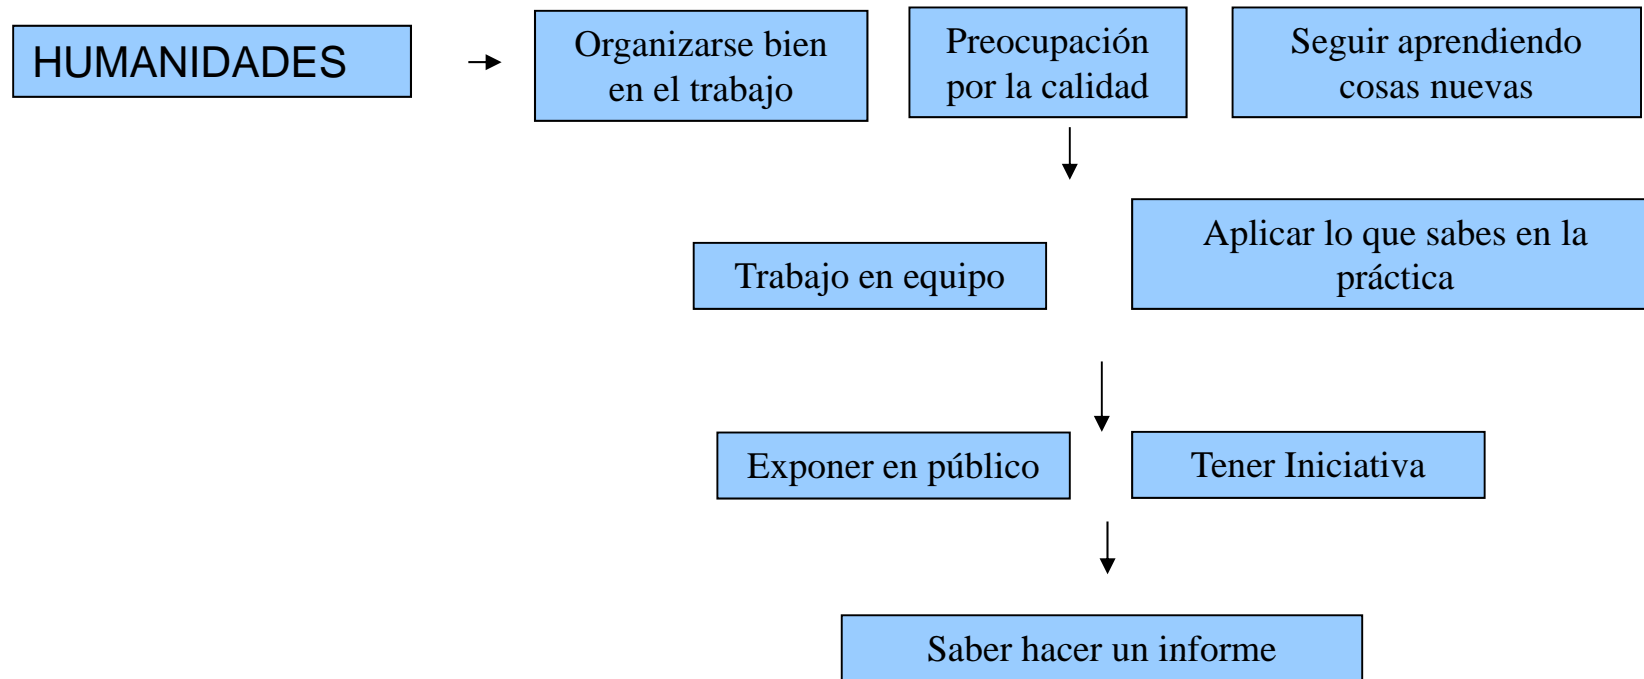 HUMANIDADES
Organizarse bien
en el trabajo
Preocupación
por la calidad
Seguir aprendiendo
cosas nuevas
Trabajo en equipo
Aplicar lo que sabes en la
práctica
Exponer en público
Tener Iniciativa
Saber hacer un informe